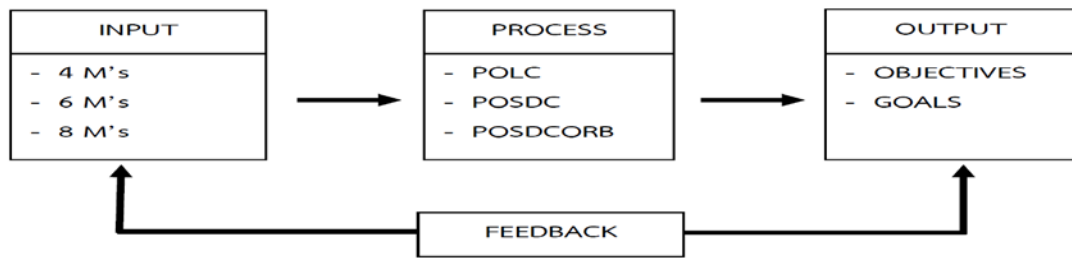 INPUT
- 4 M's
- 6 M's
- 8 M's
PROCESS
- POLC
- POSDC
- POSDCORB
OUTPUT
- OBJECTIVES
- GOALS
FEEDBACK